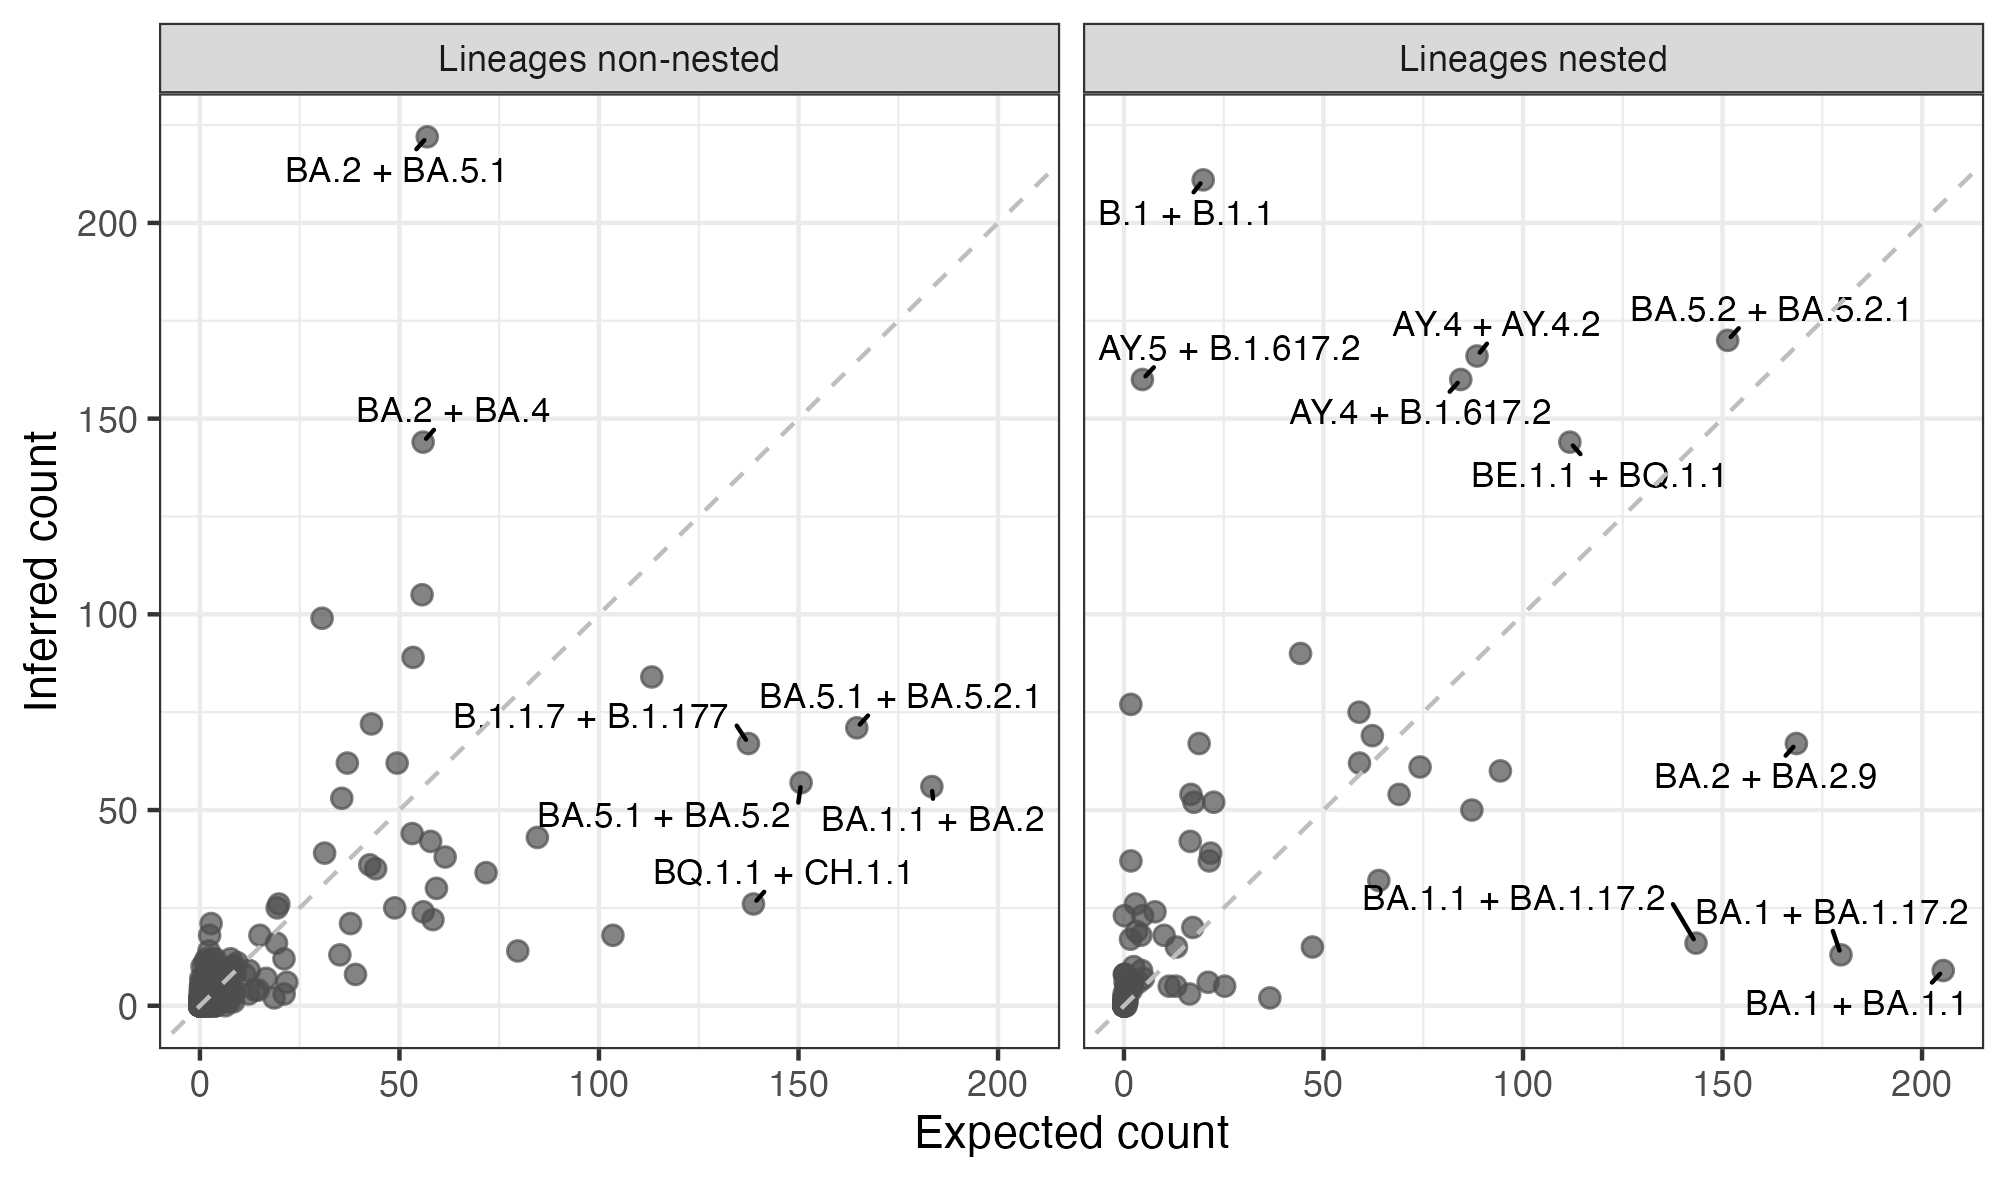 Lineages non-nested
Lineages nested
Inferred count
200
150
100
50
0
BA.2 + BA.5.1
BA.2 + BA.4
B.1.1.7 + B.1.177
BA.5.1 + BA.5.2.1
BA.5.1 + BA.5.2
BA.1.1 + BA.2
BQ.1.1 + CH.1.1
B.1 + B.1.1
AY.5 + B.1.617.2
AY.4 + AY.4.2
BA.5.2 + BA.5.2.1
AY.4 + B.1.617.2
BE.1.1 + BQ.1.1
BA.2 + BA.2.9
BA.1.1 + BA.1.17.2
BA.1 + BA.1.17.2
BA.1 + BA.1.1
0 50 100 150 200
0 50 100 150 200
Expected count